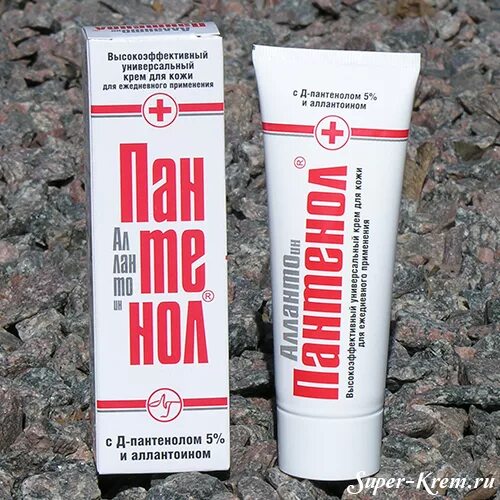 Высокоэффективный
универсальный
крем для кожи
для ежедневного применения
Пан
те
нол®
Ал
лан
то
ин
ЛГ
с Д-пантенолом 5%
и аллантоином
с Д-пантенолом 5%
и аллантоином
Аллантоин
Пантенол®
Высокоэффективный универсальный крем для кожи
для ежедневного применения
Super-Krem.ru